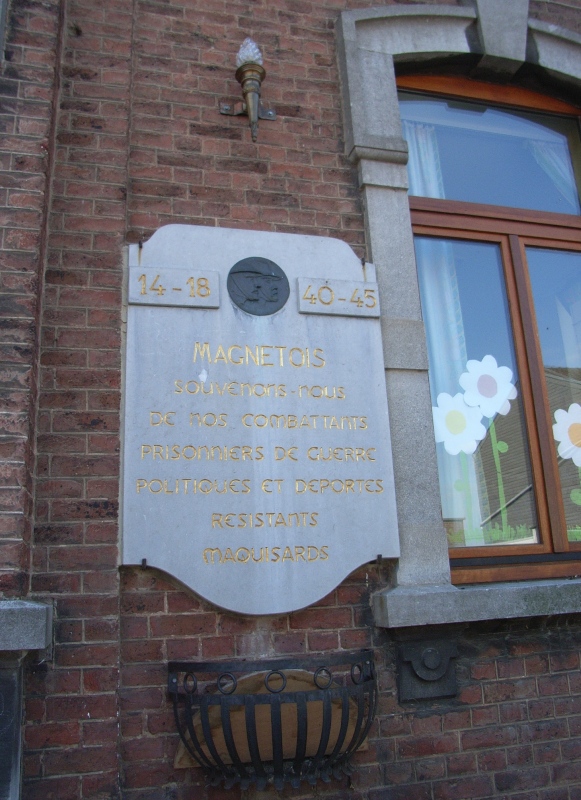 14-18
40-45
MAGNETOIS
SOUVENONS-NOUS
DE NOS COMBATTANTS
PRISONNIERS DE GUERRE
POLITIQUES ET DEPORTES
RESISTANTS
MAQUISARDS